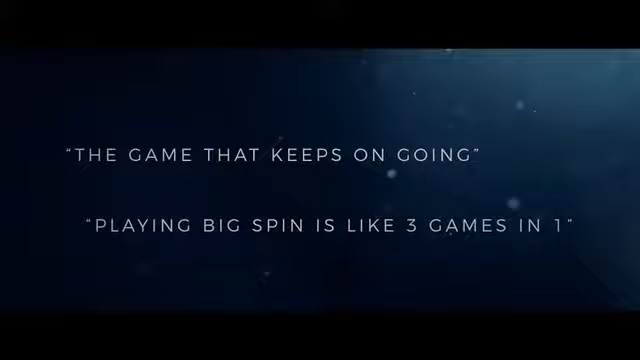 “THE GAME THAT KEEPS ON GOING”
“PLAYING BIG SPIN IS LIKE 3 GAMES IN 1”